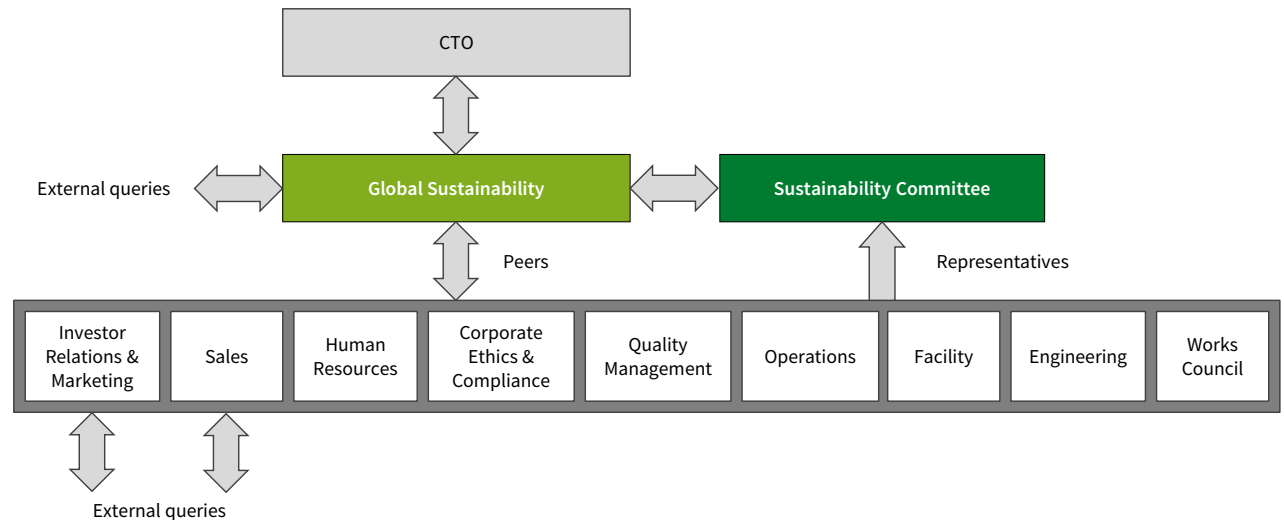 CTO
External queries
Global Sustainability
Sustainability Committee
Peers
Representatives
Investor
Relations &
Marketing
Sales
Human
Resources
Corporate
Ethics &
Compliance
Quality
Management
Operations
Facility
Engineering
Works
Council
External queries